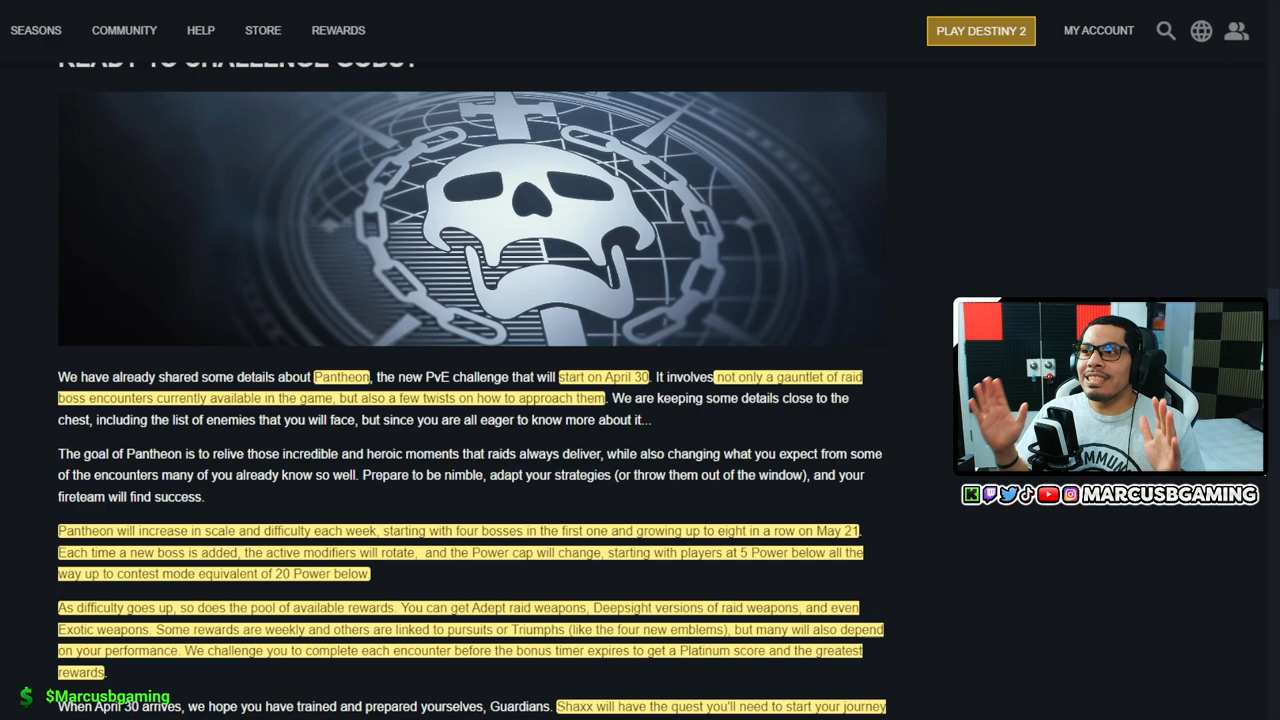 SEASONS COMMUNITY HELP STORE REWARDS PLAY DESTINY 2 MY ACCOUNT
READY TO CHALLENGE GODS?
We have already shared some details about Pantheon, the new PvE challenge that will start on April 30. It involves not only a gauntlet of raid
boss encounters currently available in the game, but also a few twists on how to approach them. We are keeping some details close to the
chest, including the list of enemies that you will face, but since you are all eager to know more about it...
The goal of Pantheon is to relive those incredible and heroic moments that raids always deliver, while also changing what you expect from some
of the encounters many of you already know so well. Prepare to be nimble, adapt your strategies (or throw them out of the window), and your
fireteam will find success.
Pantheon will increase in scale and difficulty each week, starting with four bosses in the first one and growing up to eight in a row on May 21.
Each time a new boss is added, the active modifiers will rotate, and the Power cap will change, starting with players at 5 Power below all the
way up to contest mode equivalent of 20 Power below.
As difficulty goes up, so does the pool of available rewards. You can get Adept raid weapons, Deepsight versions of raid weapons, and even
Exotic weapons. Some rewards are weekly and others are linked to pursuits or Triumphs (like the four new emblems), but many will also depend
on your performance. We challenge you to complete each encounter before the bonus timer expires to get a Platinum score and the greatest
rewards.
When April 30 arrives, we hope you have trained and prepared yourselves, Guardians. Shaxx will have the quest you'll need to start your journey
MARCUSBGAMING
$ $Marcusbgaming